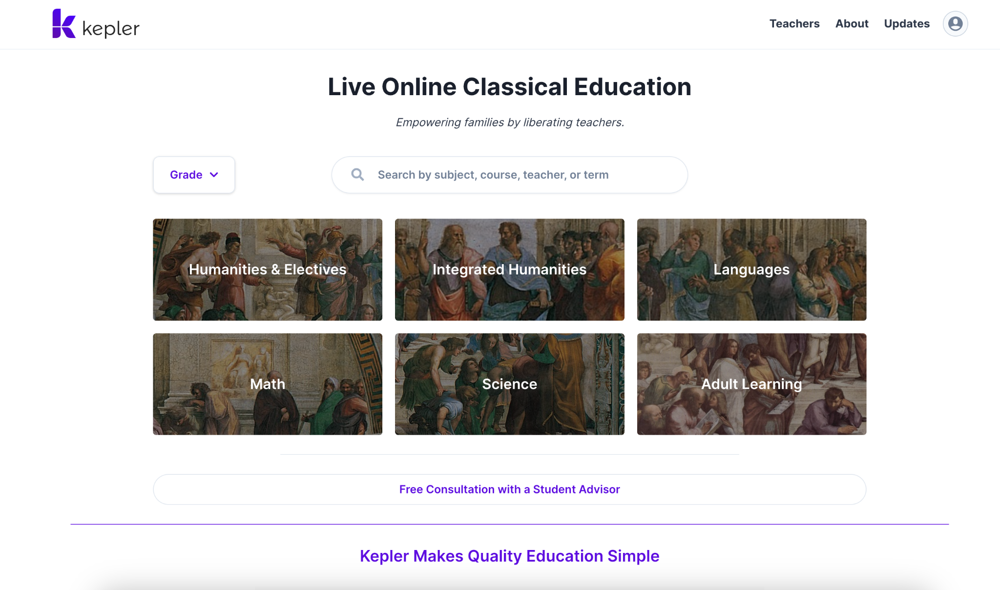 kepler
Teachers
About
Updates
Live Online Classical Education
Empowering families by liberating teachers.
Grade
Search by subject, course, teacher, or term
Humanities & Electives
Integrated Humanities
Languages
Math
Science
Adult Learning
Free Consultation with a Student Advisor
Kepler Makes Quality Education Simple